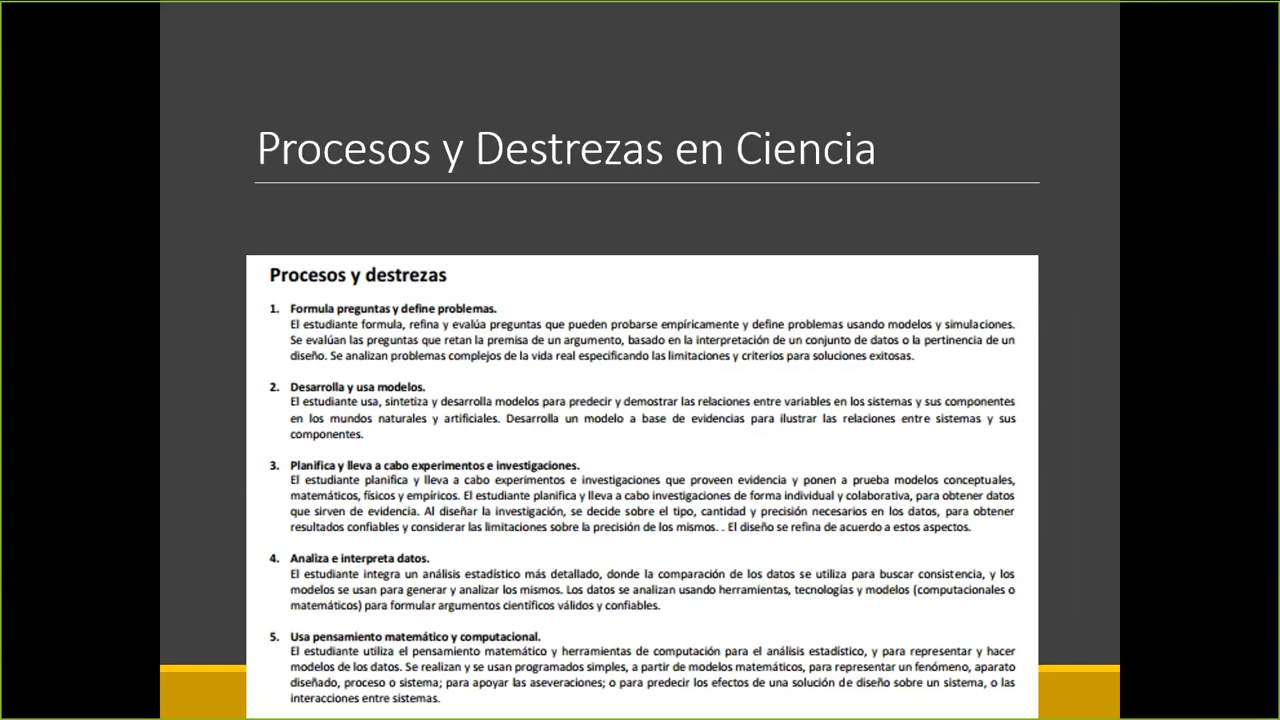 Procesos y Destrezas en Ciencia
Procesos y destrezas
1. Formula preguntas y define problemas.
El estudiante formula, refina y evalúa preguntas que pueden probarse empíricamente y define problemas usando modelos y simulaciones.
Se evalúan las preguntas que retan la premisa de un argumento, basado en la interpretación de un conjunto de datos o la pertinencia de un
diseño. Se analizan problemas complejos de la vida real especificando las limitaciones y criterios para soluciones exitosas.
2. Desarrolla y usa modelos.
El estudiante usa, sintetiza y desarrolla modelos para predecir y demostrar las relaciones entre variables en los sistemas y sus componentes
en los mundos naturales y artificiales. Desarrolla un modelo a base de evidencias para ilustrar las relaciones entre sistemas y sus
componentes.
3. Planifica y lleva a cabo experimentos e investigaciones.
El estudiante planifica y lleva a cabo experimentos e investigaciones que proveen evidencia y ponen a prueba modelos conceptuales,
matemáticos, físicos y empíricos. El estudiante planifica y lleva a cabo investigaciones de forma individual y colaborativa, para obtener datos
que sirven de evidencia. Al diseñar la investigación, se decide sobre el tipo, cantidad y precisión necesarios en los datos, para obtener
resultados confiables y considerar las limitaciones sobre la precisión de los mismos. . El diseño se refina de acuerdo a estos aspectos.
4. Analiza e interpreta datos.
El estudiante integra un análisis estadístico más detallado, donde la comparación de los datos se utiliza para buscar consistencia, y los
modelos se usan para generar y analizar los mismos. Los datos se analizan usando herramientas, tecnologías y modelos (computacionales o
matemáticos) para formular argumentos científicos válidos y confiables.
5. Usa pensamiento matemático y computacional.
El estudiante utiliza el pensamiento matemático y herramientas de computación para el análisis estadístico, y para representar y hacer
modelos de los datos. Se realizan y se usan programados simples, a partir de modelos matemáticos, para representar un fenómeno, aparato
diseñado, proceso o sistema; para apoyar las aseveraciones; o para predecir los efectos de una solución de diseño sobre un sistema, o las
interacciones entre sistemas.